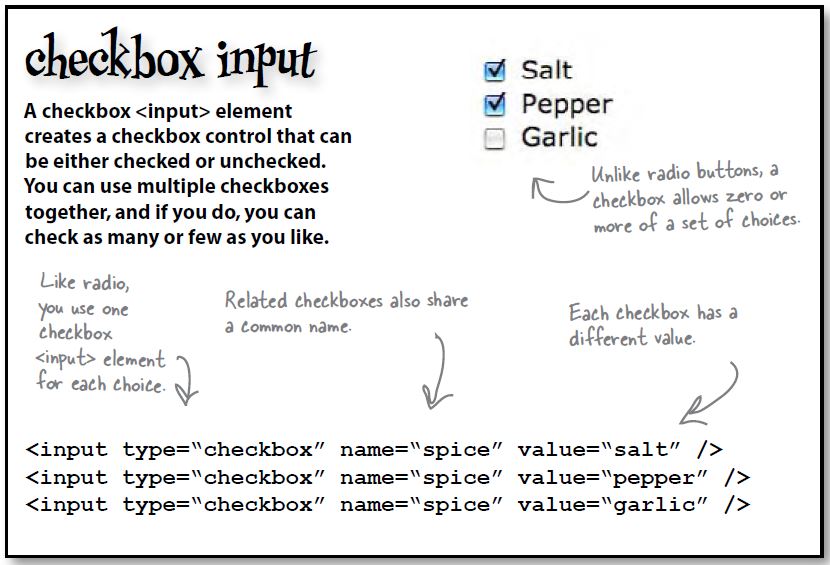 checkbox input
A checkbox <input> element
creates a checkbox control that can
be either checked or unchecked.
You can use multiple checkboxes
together, and if you do, you can
check as many or few as you like.
Salt
Pepper
Garlic
Unlike radio buttons, a
checkbox allows zero or
more of a set of choices.
Like radio,
you use one
checkbox
<input> element
for each choice.
Related checkboxes also share
a common name.
Each checkbox has a
different value.
<input type=“checkbox” name=“spice” value=“salt” />
<input type=“checkbox” name=“spice” value=“pepper” />
<input type=“checkbox” name=“spice” value=“garlic” />